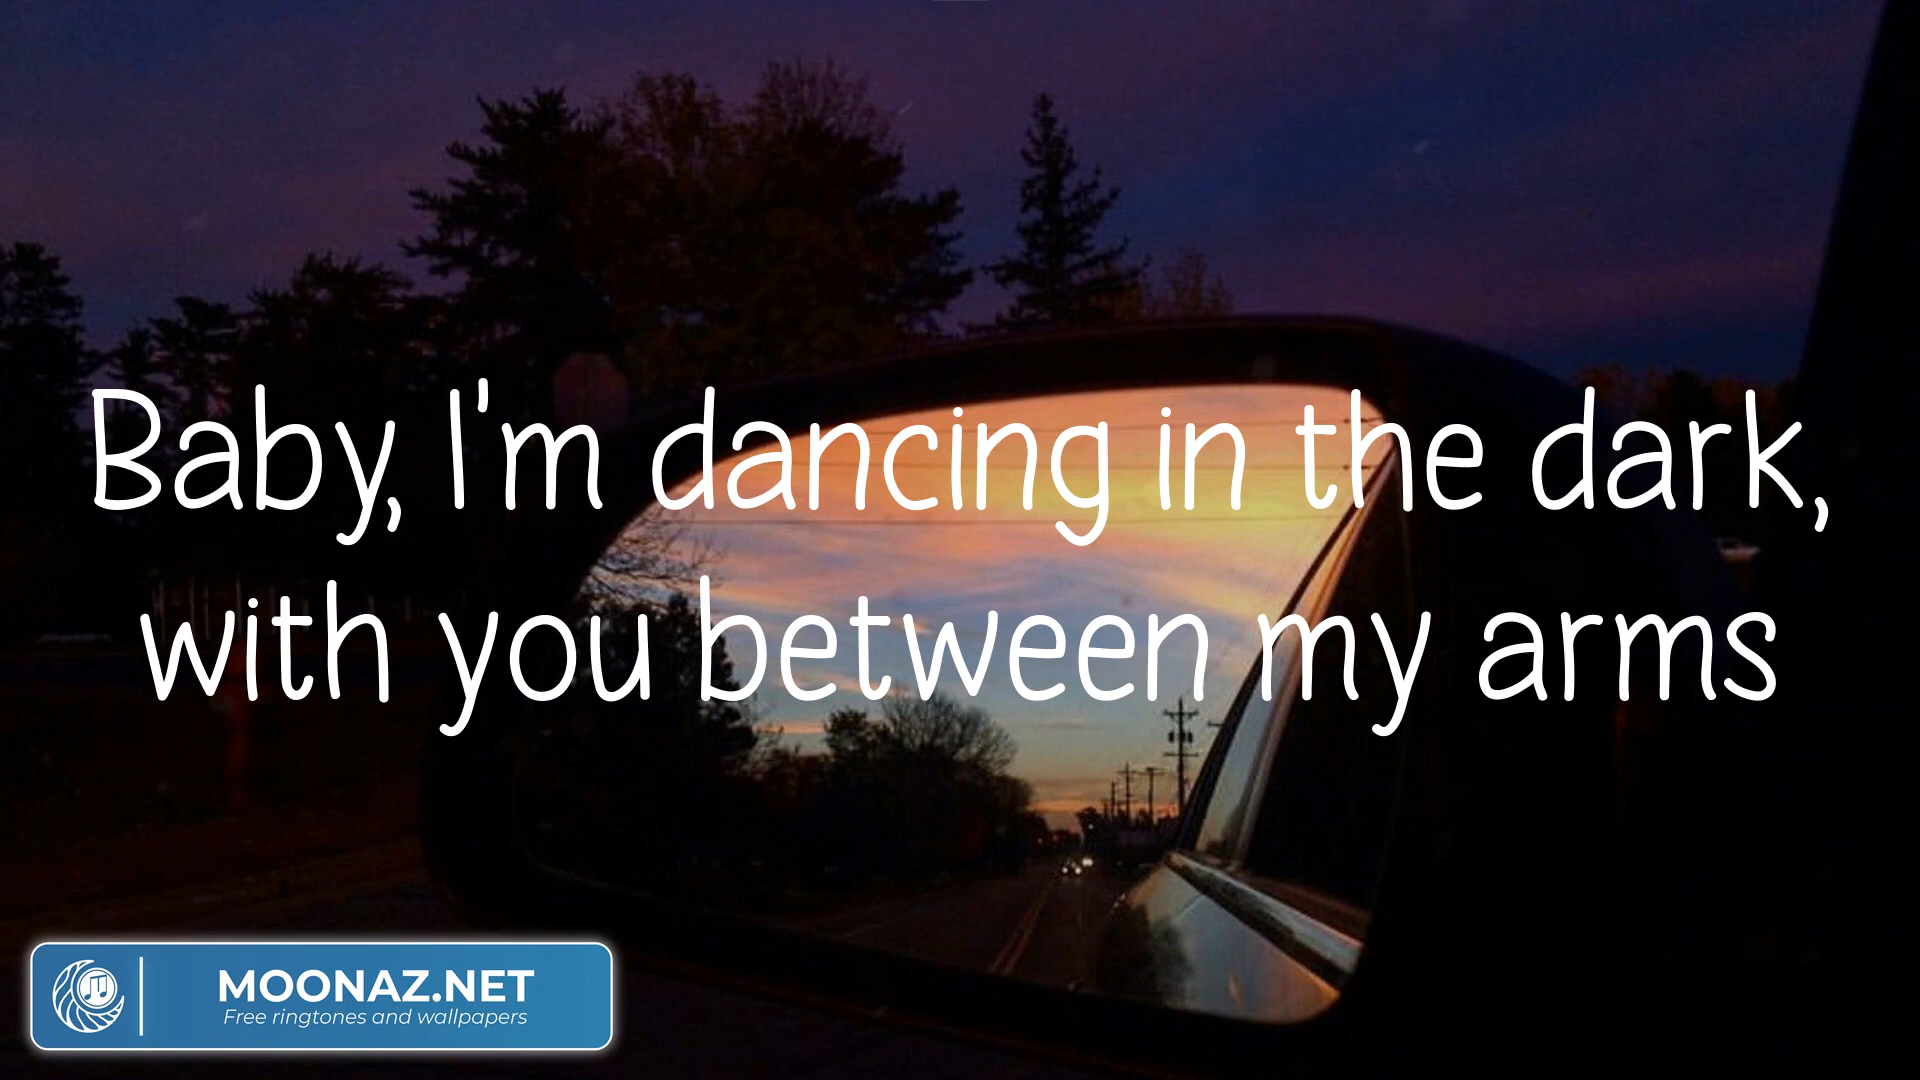 Baby, I'm dancing in the dark,
with you between my arms
MOONAZ.NET
Free ringtones and wallpapers